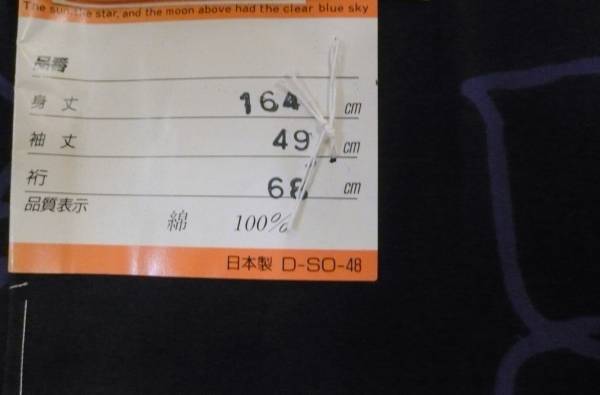 The sun, the star, and the moon above had the clear blue sky
品番
身丈 164 cm
袖丈 49 cm
裄 68 cm
品質表示
綿 100%
日本製 D-SO-48